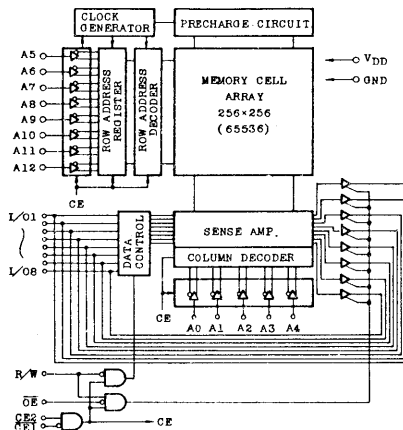 CLOCK
GENERATOR
PRECHARGE CIRCUIT
A5
A6
A7
A8
A9
A10
A11
A12
ROW ADDRESS
REGISTER
ROW ADDRESS
DECODER
MEMORY CELL
ARRAY
256×256
(65536)
VDD
GND
CE
I/O1
I/O8
DATA
CONTROL
SENSE AMP.
COLUMN DECODER
CE
A0 A1 A2 A3 A4
R/W
OE
CE2
CE1
CE